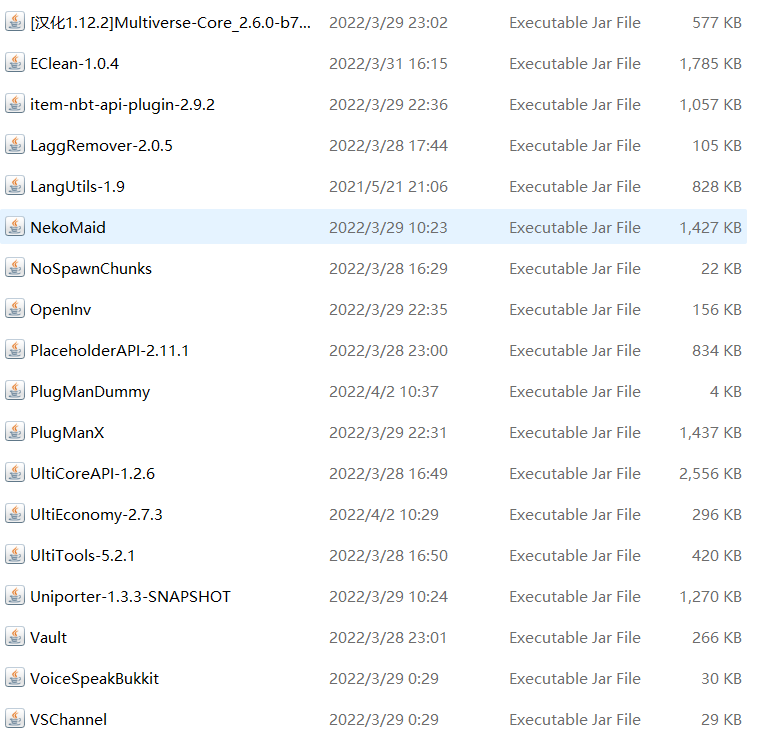 [汉化1.12.2]Multiverse-Core_2.6.0-b7... 2022/3/29 23:02 Executable Jar File 577 KB
EClean-1.0.4 2022/3/31 16:15 Executable Jar File 1,785 KB
item-nbt-api-plugin-2.9.2 2022/3/29 22:36 Executable Jar File 1,057 KB
LaggRemover-2.0.5 2022/3/28 17:44 Executable Jar File 105 KB
LangUtils-1.9 2021/5/21 21:06 Executable Jar File 828 KB
NekoMaid 2022/3/29 10:23 Executable Jar File 1,427 KB
NoSpawnChunks 2022/3/28 16:29 Executable Jar File 22 KB
OpenInv 2022/3/29 22:35 Executable Jar File 156 KB
PlaceholderAPI-2.11.1 2022/3/28 23:00 Executable Jar File 834 KB
PlugManDummy 2022/4/2 10:37 Executable Jar File 4 KB
PlugManX 2022/3/29 22:31 Executable Jar File 1,437 KB
UltiCoreAPI-1.2.6 2022/3/28 16:49 Executable Jar File 2,556 KB
UltiEconomy-2.7.3 2022/4/2 10:29 Executable Jar File 296 KB
UltiTools-5.2.1 2022/3/28 16:50 Executable Jar File 420 KB
Uniporter-1.3.3-SNAPSHOT 2022/3/29 10:24 Executable Jar File 1,270 KB
Vault 2022/3/28 23:01 Executable Jar File 266 KB
VoiceSpeakBukkit 2022/3/29 0:29 Executable Jar File 30 KB
VSChannel 2022/3/29 0:29 Executable Jar File 29 KB